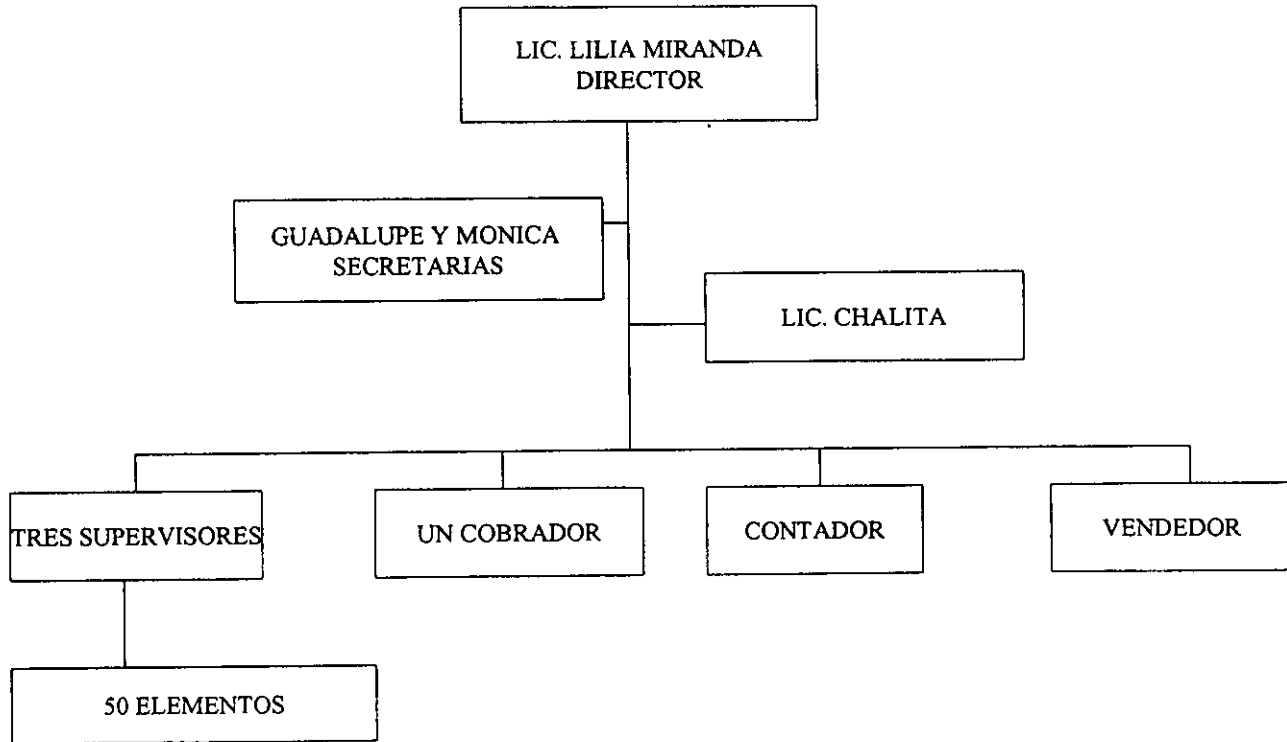 LIC. LILIA MIRANDA
DIRECTOR
GUADALUPE Y MONICA
SECRETARIAS
LIC. CHALITA
TRES SUPERVISORES
UN COBRADOR
CONTADOR
VENDEDOR
50 ELEMENTOS